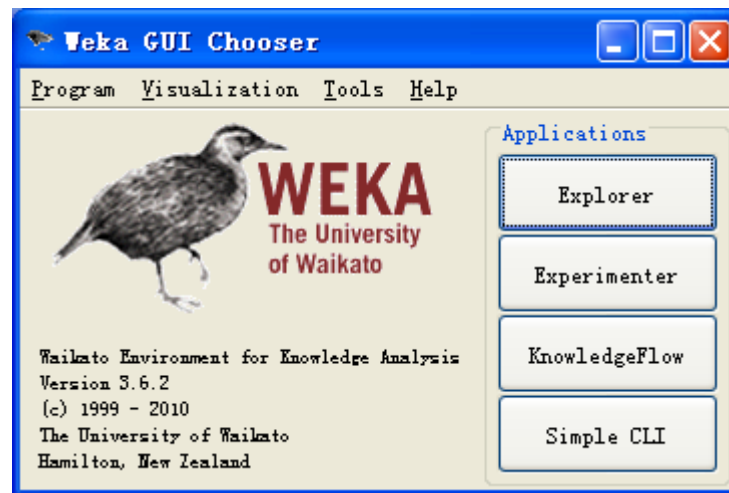 Weka GUI Chooser
Program Visualization Tools Help
WEKA
The University
of Waikato
Waikato Environment for Knowledge Analysis
Version 3.6.2
(c) 1999 - 2010
The University of Waikato
Hamilton, New Zealand
Applications
Explorer
Experimenter
KnowledgeFlow
Simple CLI